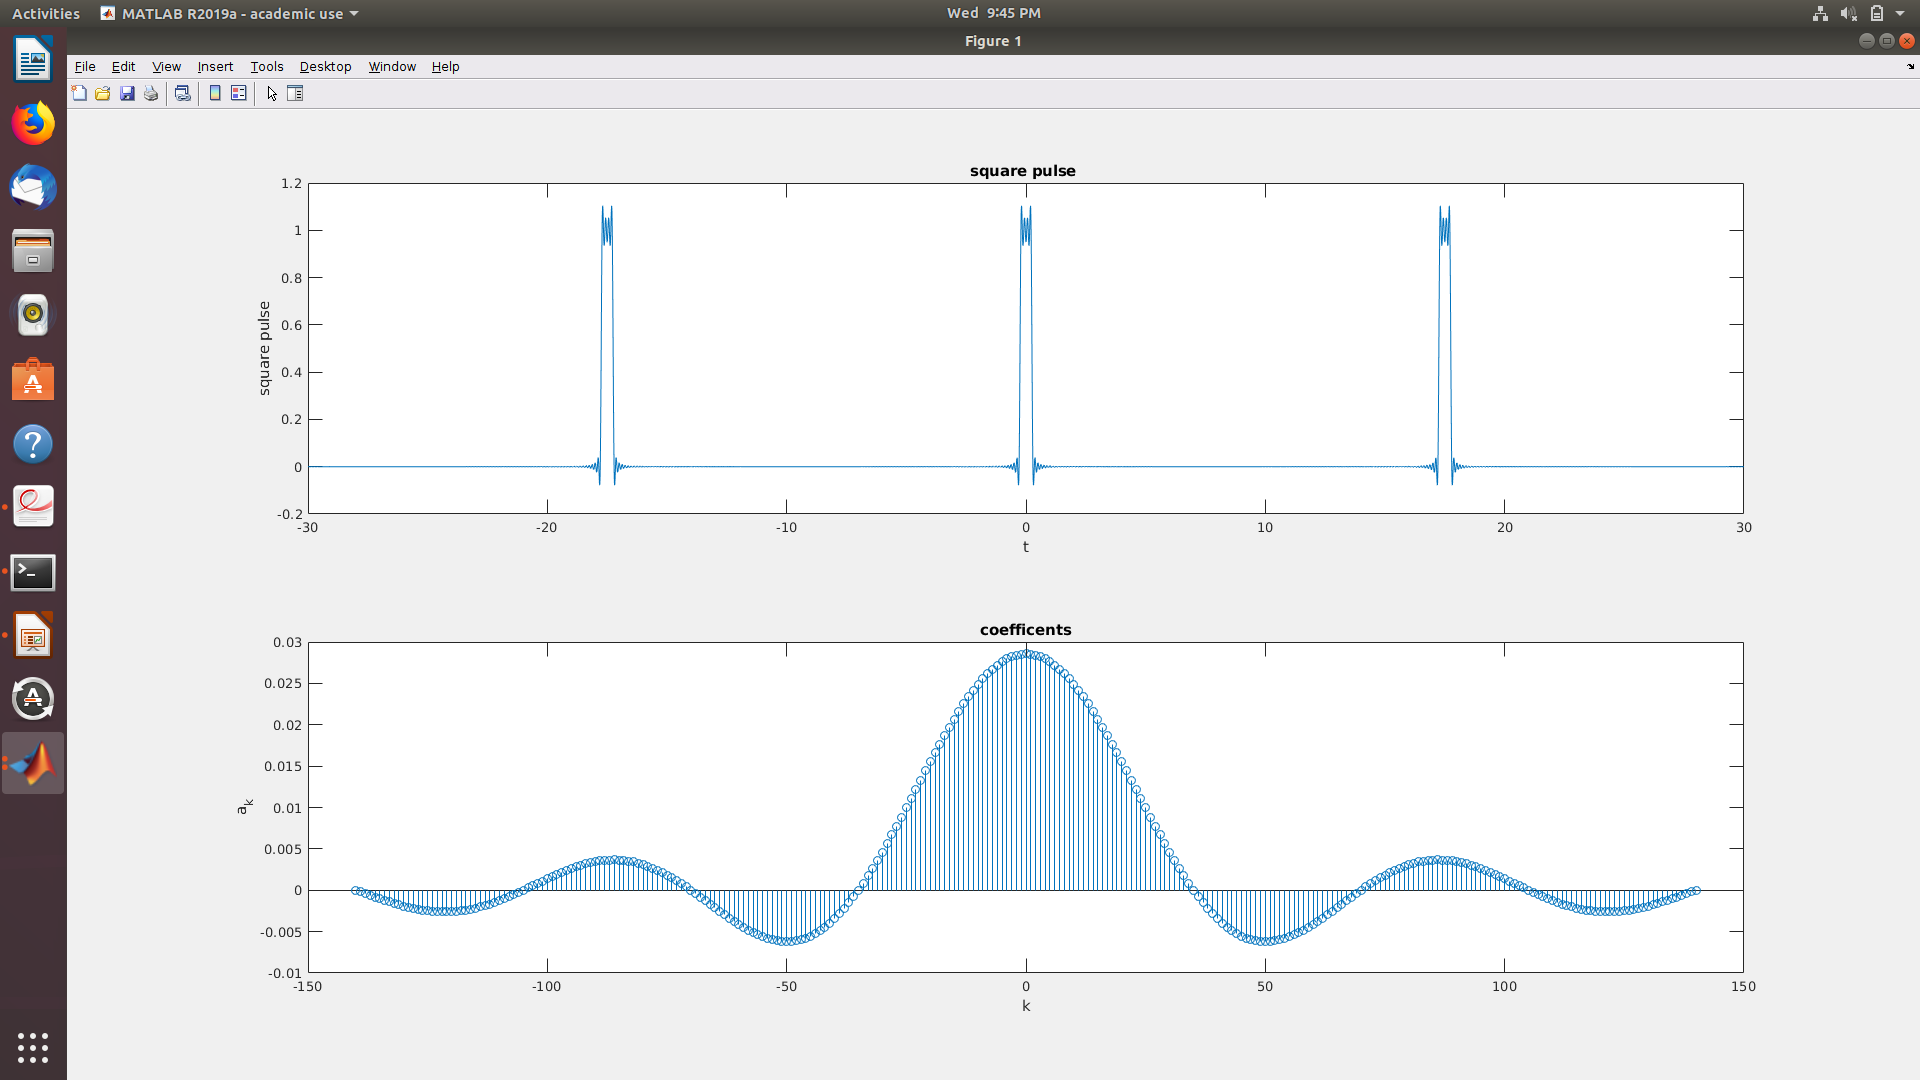 Activities MATLAB R2019a - academic use Wed 9:45 PM
Figure 1
File Edit View Insert Tools Desktop Window Help
square pulse
1.2
1
0.8
0.6
0.4
0.2
0
-0.2
square pulse
-30 -20 -10 0 10 20 30
t
coefficents
0.03
0.025
0.02
0.015
0.01
0.005
0
-0.005
-0.01
a_k
-150 -100 -50 0 50 100 150
k